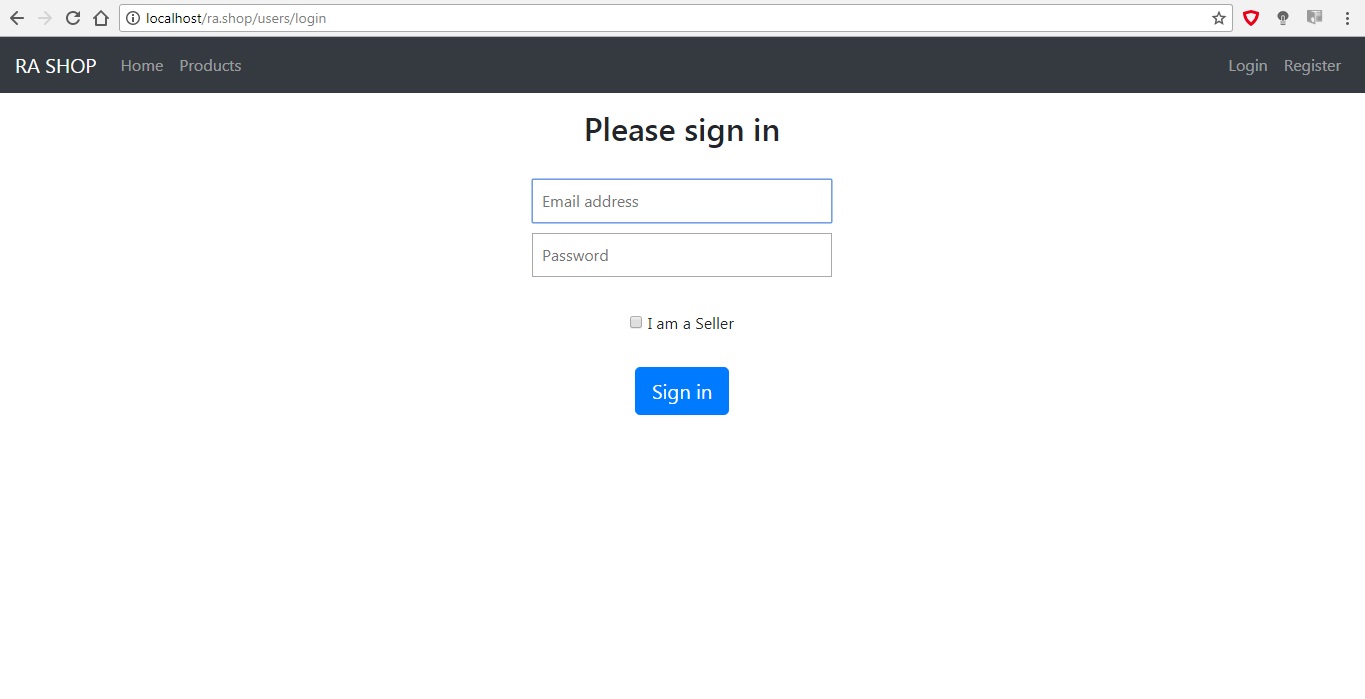 localhost/ra.shop/users/login
RA SHOP Home Products Login Register
Please sign in
Email address
Password
I am a Seller
Sign in